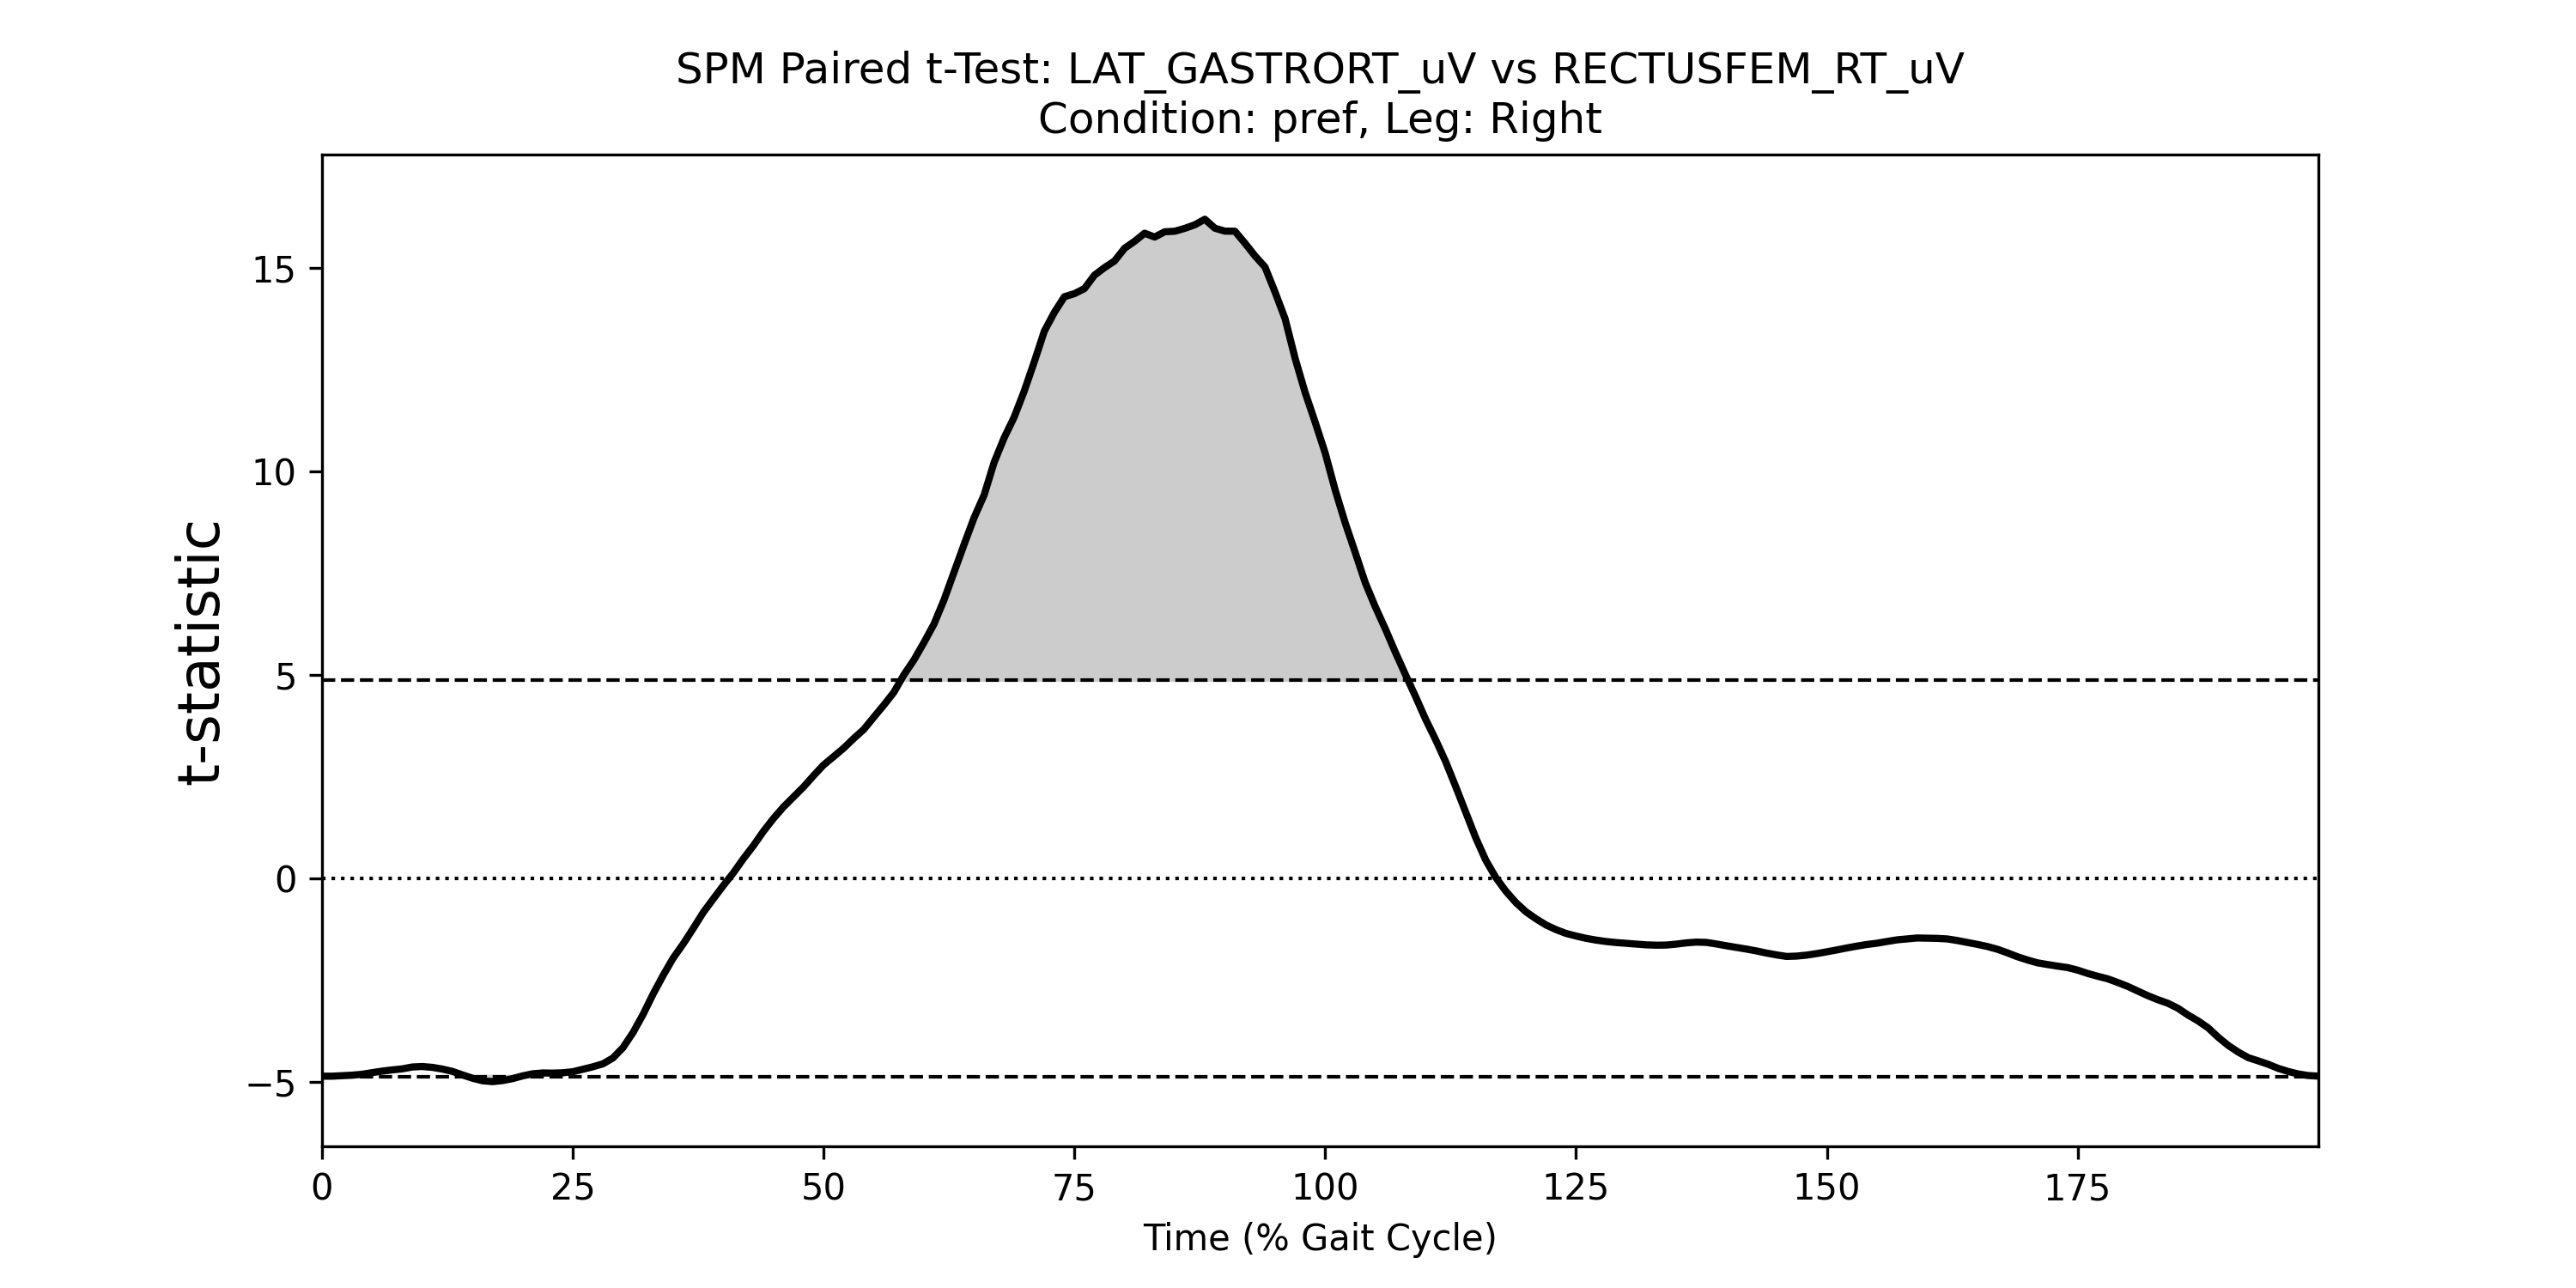 SPM Paired t-Test: LAT_GASTRORT_uV vs RECTUSFEM_RT_uV
Condition: pref, Leg: Right
t-statistic
15
10
5
0
−5
0 25 50 75 100 125 150 175
Time (% Gait Cycle)